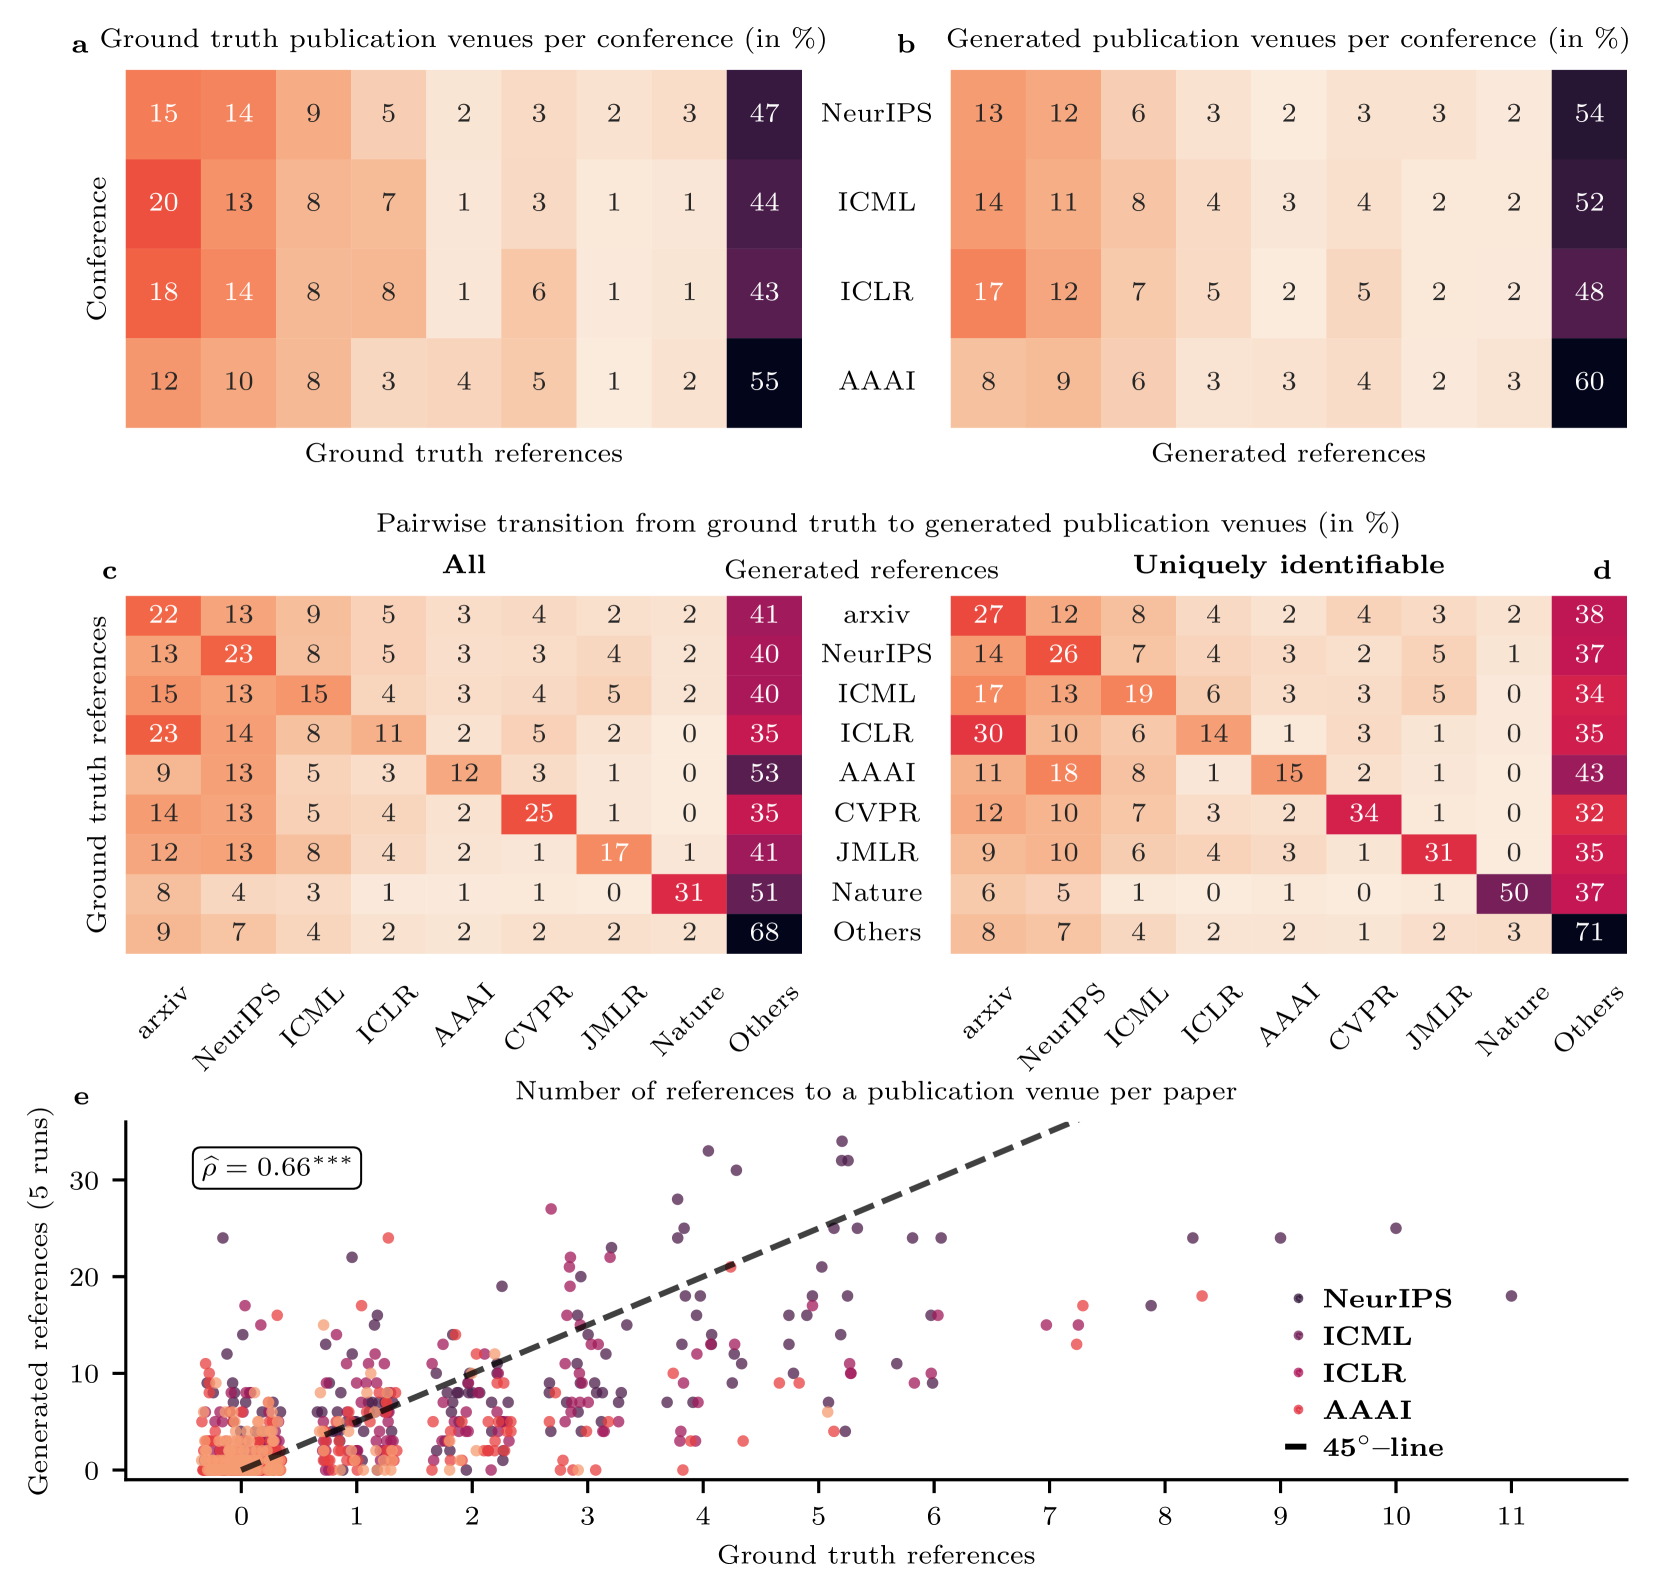 a Ground truth publication venues per conference (in %)
b Generated publication venues per conference (in %)
Conference
15 14 9 5 2 3 2 3 47 NeurIPS 13 12 6 3 2 3 3 2 54
20 13 8 7 1 3 1 1 44 ICML 14 11 8 4 3 4 2 2 52
18 14 8 8 1 6 1 1 43 ICLR 17 12 7 5 2 5 2 2 48
12 10 8 3 4 5 1 2 55 AAAI 8 9 6 3 3 4 2 3 60
Ground truth references
Generated references
Pairwise transition from ground truth to generated publication venues (in %)
c All Generated references Uniquely identifiable d
Ground truth references
22 13 9 5 3 4 2 2 41 arxiv 27 12 8 4 2 4 3 2 38
13 23 8 5 3 3 4 2 40 NeurIPS 14 26 7 4 3 2 5 1 37
15 13 15 4 3 4 5 2 40 ICML 17 13 19 6 3 3 5 0 34
23 14 8 11 2 5 2 0 35 ICLR 30 10 6 14 1 3 1 0 35
9 13 5 3 12 3 1 0 53 AAAI 11 18 8 1 15 2 1 0 43
14 13 5 4 2 25 1 0 35 CVPR 12 10 7 3 2 34 1 0 32
12 13 8 4 2 1 17 1 41 JMLR 9 10 6 4 3 1 31 0 35
8 4 3 1 1 1 0 31 51 Nature 6 5 1 0 1 0 1 50 37
9 7 4 2 2 2 2 2 68 Others 8 7 4 2 2 1 2 3 71
arxiv NeurIPS ICML ICLR AAAI CVPR JMLR Nature Others
arxiv NeurIPS ICML ICLR AAAI CVPR JMLR Nature Others
e Number of references to a publication venue per paper
Generated references (5 runs)
30
20
10
0
ρ̂ = 0.66***
NeurIPS
ICML
ICLR
AAAI
45°–line
0 1 2 3 4 5 6 7 8 9 10 11
Ground truth references